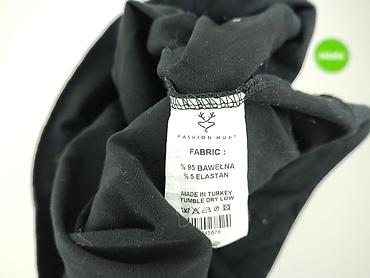 FASHION HUNT
FABRIC :
% 95 BAWEŁNA
% 5 ELASTAN
MADE IN TURKEY
TUMBLE DRY LOW